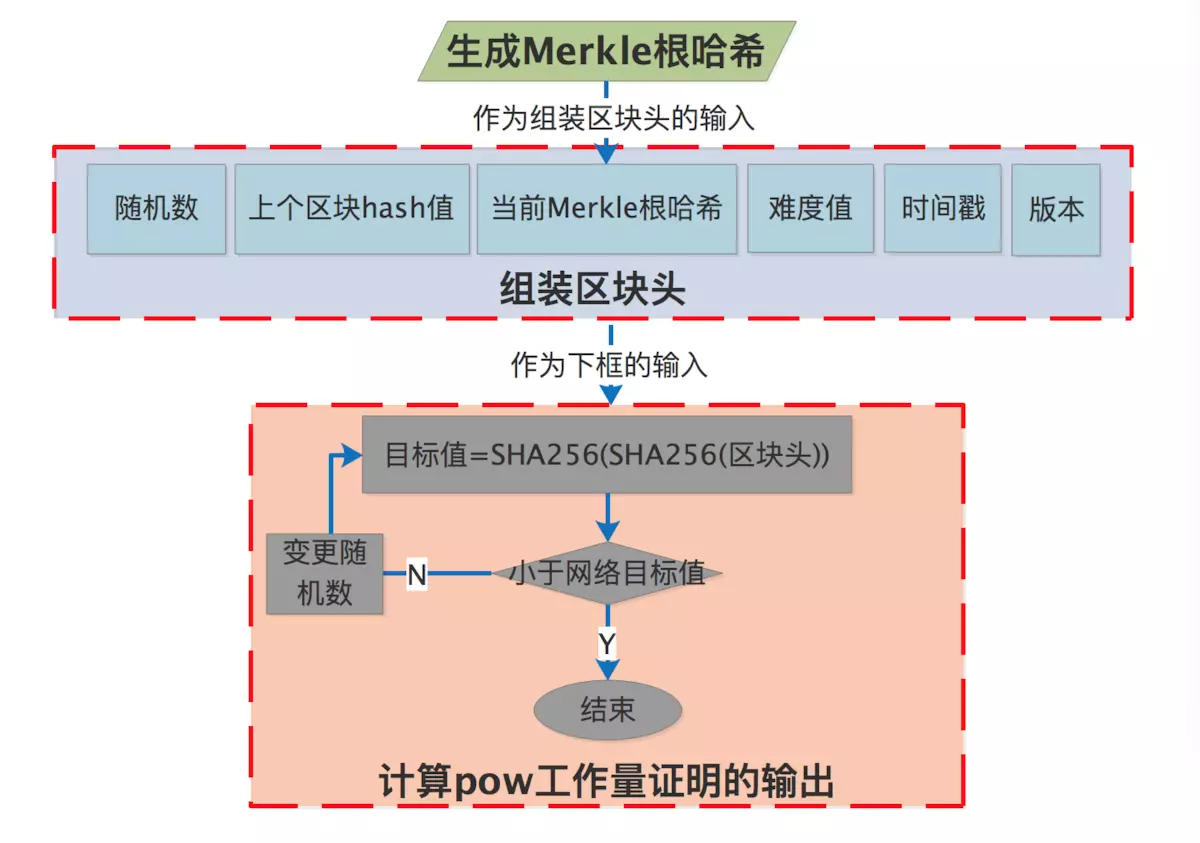 生成Merkle根哈希
作为组装区块头的输入
随机数
上个区块hash值
当前Merkle根哈希
难度值
时间戳
版本
组装区块头
作为下框的输入
目标值=SHA256(SHA256(区块头))
变更随
机数
N
小于网络目标值
Y
结束
计算pow工作量证明的输出